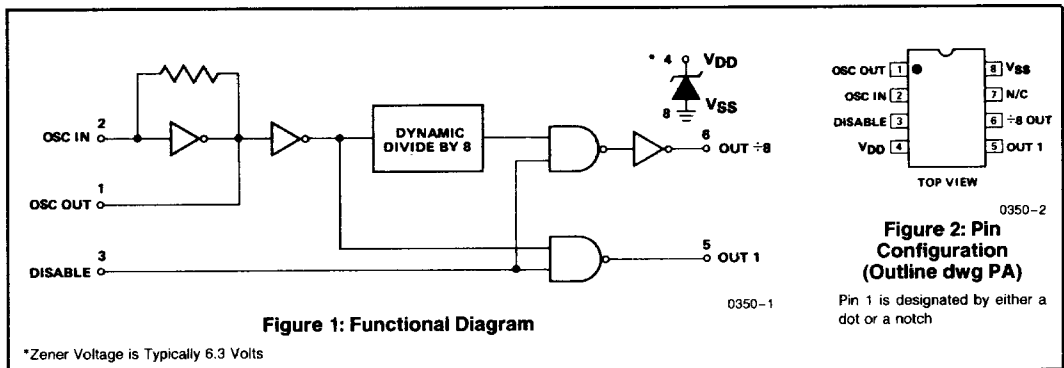 * 4 VDD
VSS
8
2
OSC IN
DYNAMIC
DIVIDE BY 8
6
OUT ÷8
1
OSC OUT
3
DISABLE
5
OUT 1
0350-1
Figure 1: Functional Diagram
*Zener Voltage is Typically 6.3 Volts
OSC OUT 1
8 VSS
OSC IN 2
7 N/C
DISABLE 3
6 ÷8 OUT
VDD 4
5 OUT 1
TOP VIEW
0350-2
Figure 2: Pin
Configuration
(Outline dwg PA)
Pin 1 is designated by either a
dot or a notch